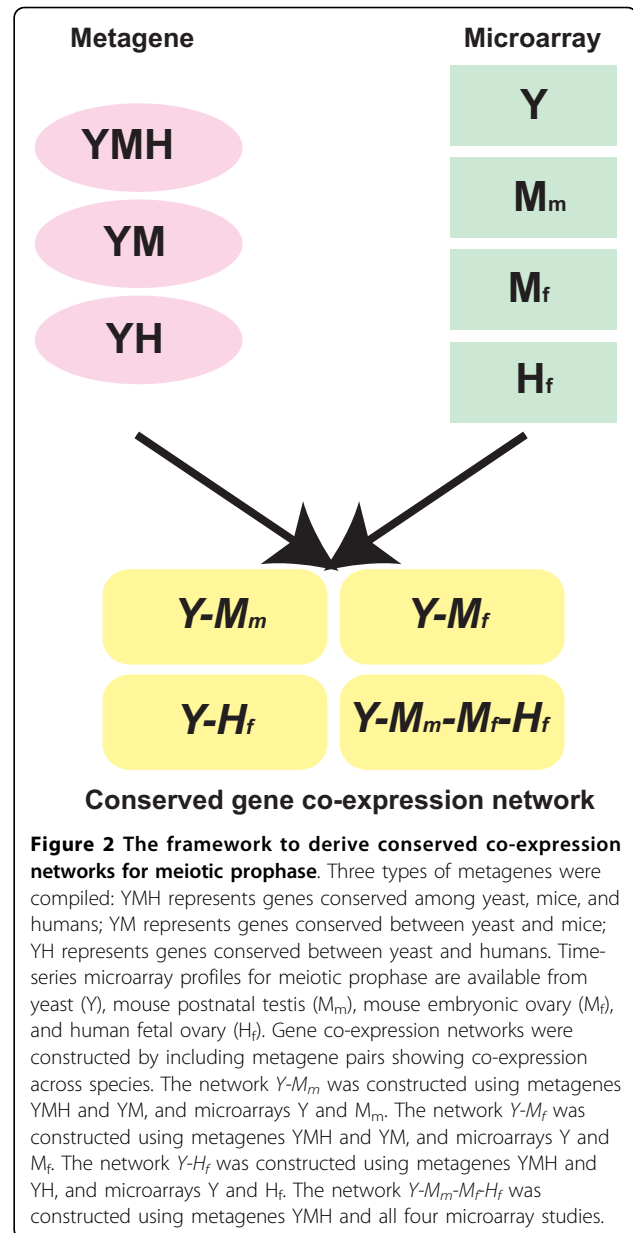 Metagene
Microarray
YMH
YM
YH
Y
Mm
Mf
Hf
Y-Mm
Y-Mf
Y-Hf
Y-Mm-Mf-Hf
Conserved gene co-expression network
Figure 2 The framework to derive conserved co-expression
networks for meiotic prophase. Three types of metagenes were
compiled: YMH represents genes conserved among yeast, mice, and
humans; YM represents genes conserved between yeast and mice;
YH represents genes conserved between yeast and humans. Time-
series microarray profiles for meiotic prophase are available from
yeast (Y), mouse postnatal testis (Mm), mouse embryonic ovary (Mf),
and human fetal ovary (Hf). Gene co-expression networks were
constructed by including metagene pairs showing co-expression
across species. The network Y-Mm was constructed using metagenes
YMH and YM, and microarrays Y and Mm. The network Y-Mf was
constructed using metagenes YMH and YM, and microarrays Y and
Mf. The network Y-Hf was constructed using metagenes YMH and
YH, and microarrays Y and Hf. The network Y-Mm-Mf-Hf was
constructed using metagenes YMH and all four microarray studies.